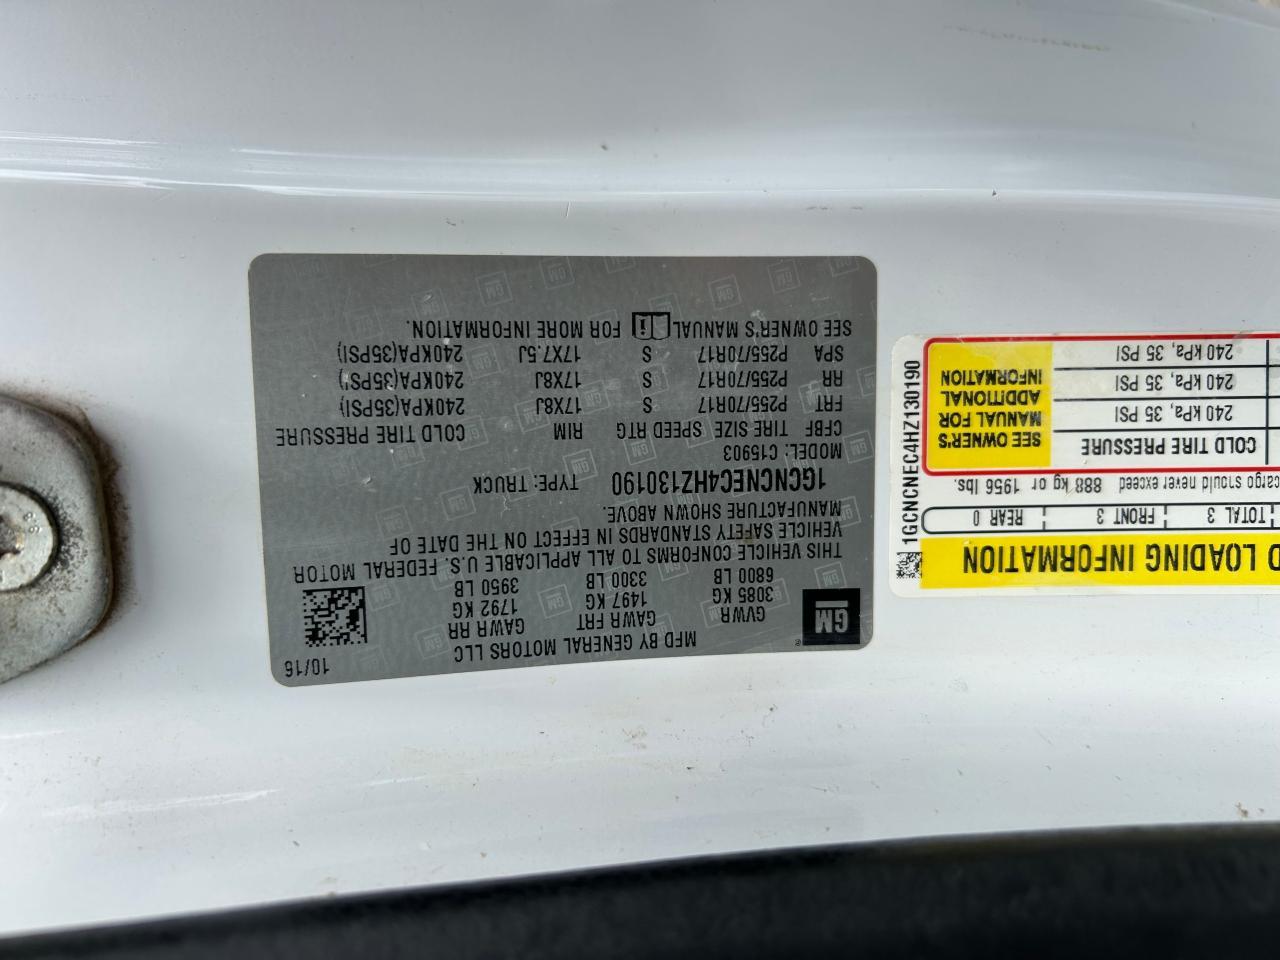 MFD BY GENERAL MOTORS LLC 10/16
GM
GVWR GAWR FRT GAWR RR
3085 KG 1497 KG 1792 KG
6800 LB 3300 LB 3950 LB
THIS VEHICLE CONFORMS TO ALL APPLICABLE U.S. FEDERAL MOTOR
VEHICLE SAFETY STANDARDS IN EFFECT ON THE DATE OF
MANUFACTURE SHOWN ABOVE.
1GCNCNEC4HZ130190 TYPE: TRUCK
MODEL: C15903
CFBF TIRE SIZE SPEED RTG RIM COLD TIRE PRESSURE
FRT P255/70R17 S 17X8J 240KPA(35PSI)
RR P255/70R17 S 17X8J 240KPA(35PSI)
SPA P255/70R17 S 17X7.5J 240KPA(35PSI)
SEE OWNER'S MANUAL FOR MORE INFORMATION.
D LOADING INFORMATION
TOTAL 3 FRONT 3 REAR 0
cargo should never exceed 888 kg or 1956 lbs.
COLD TIRE PRESSURE
240 kPa, 35 PSI
240 kPa, 35 PSI
240 kPa, 35 PSI
SEE OWNER'S
MANUAL FOR
ADDITIONAL
INFORMATION
1GCNCNEC4HZ130190